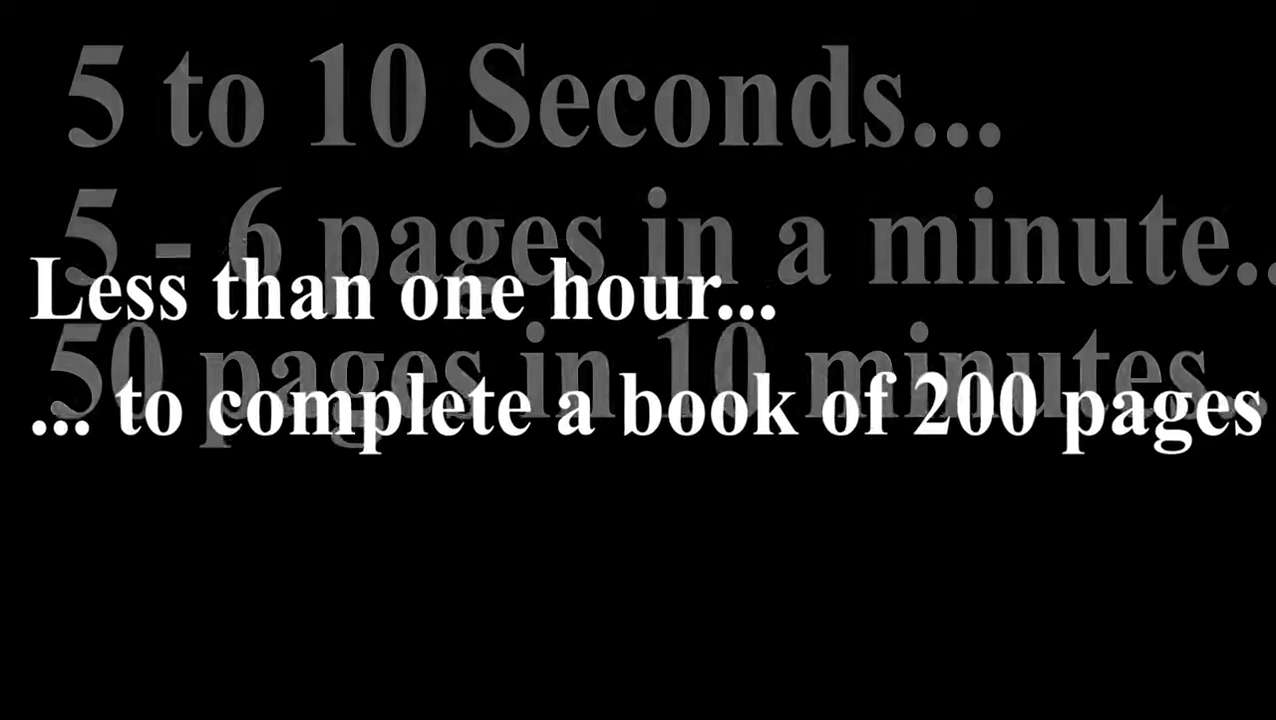 5 to 10 Seconds...
5 - 6 pages in a minute..
Less than one hour...
50 pages in 10 minutes...
... to complete a book of 200 pages